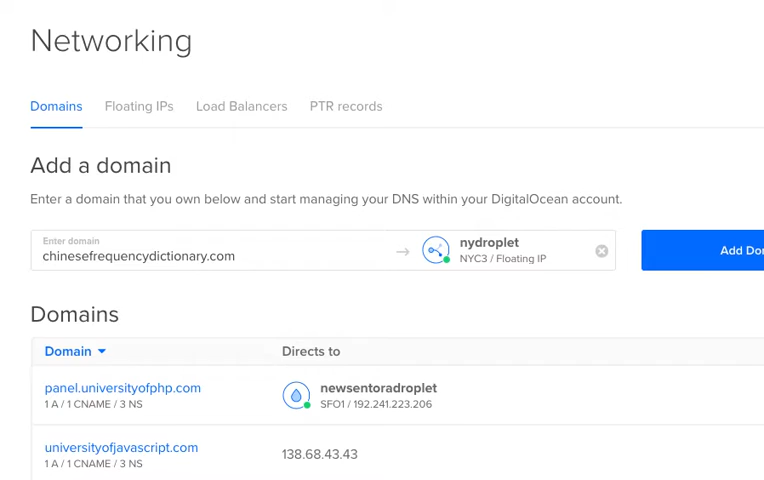 Networking
Domains Floating IPs Load Balancers PTR records
Add a domain
Enter a domain that you own below and start managing your DNS within your DigitalOcean account.
Enter domain
chinesefrequencydictionary.com
→
nydroplet
NYC3 / Floating IP
Add Dom
Domains
Domain Directs to
panel.universityofphp.com
1 A / 1 CNAME / 3 NS
newsentoradroplet
SFO1 / 192.241.223.206
universityofjavascript.com
1 A / 1 CNAME / 3 NS
138.68.43.43